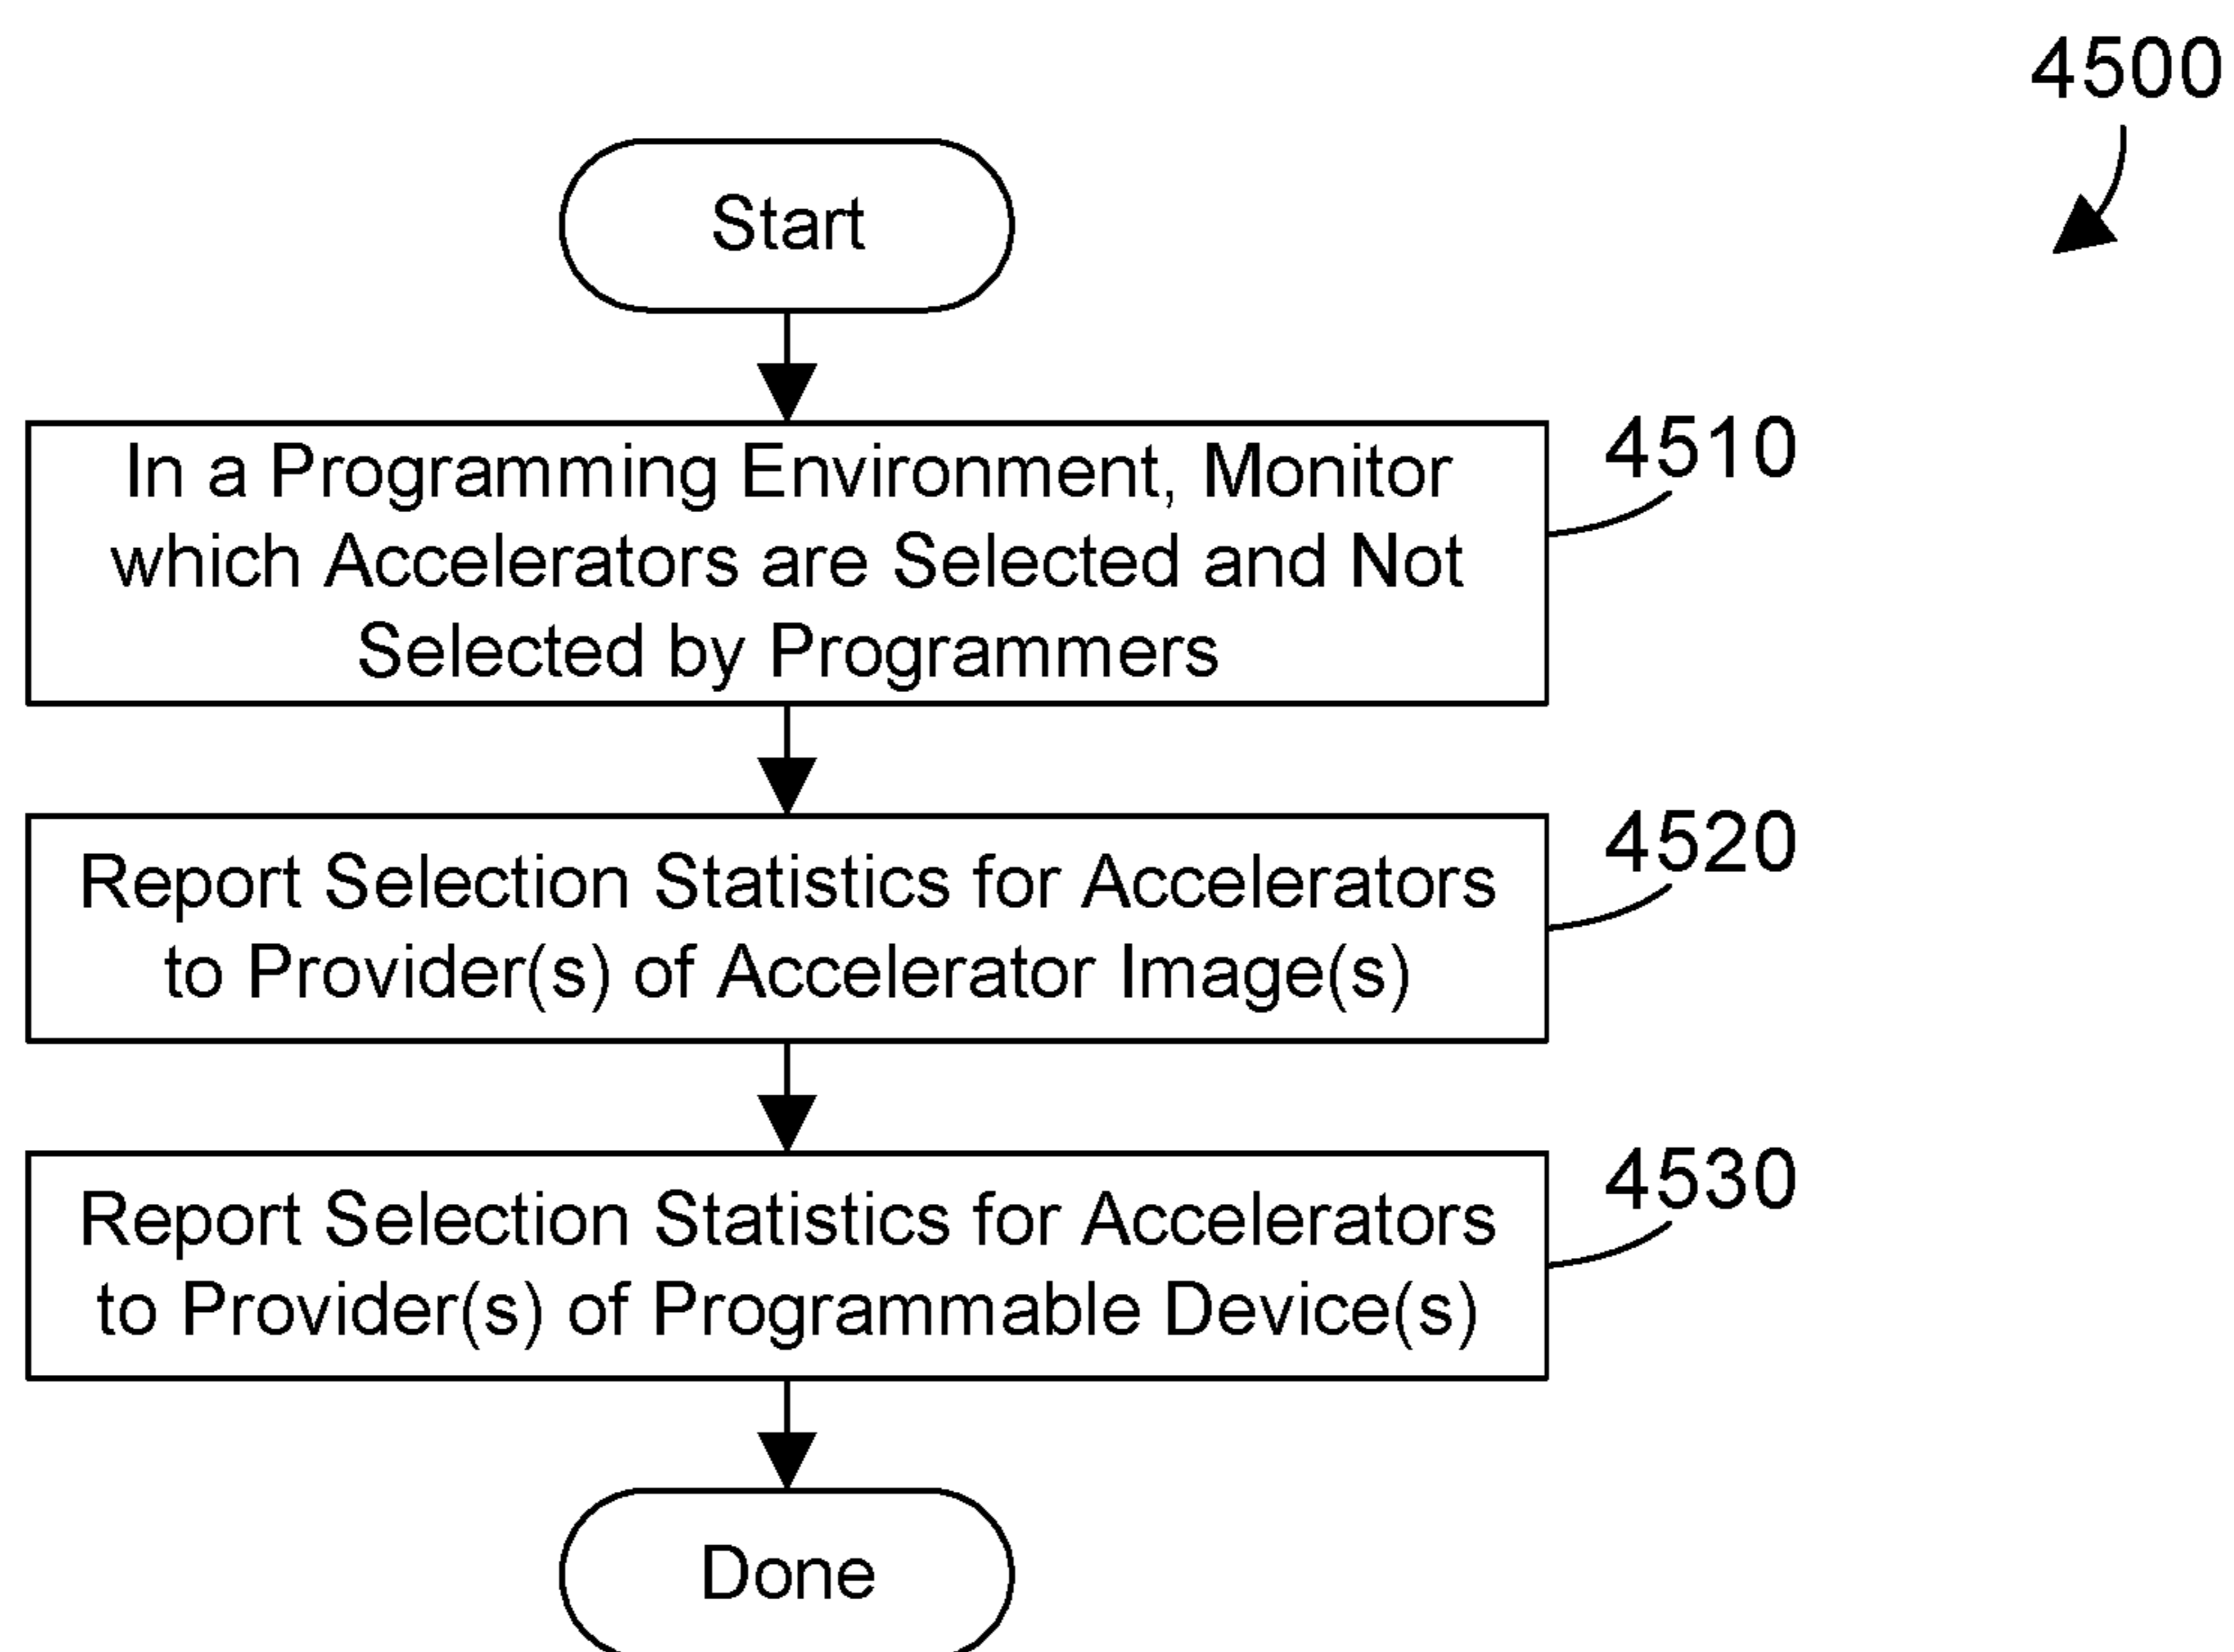 4500
Start
In a Programming Environment, Monitor
which Accelerators are Selected and Not
Selected by Programmers
4510
Report Selection Statistics for Accelerators
to Provider(s) of Accelerator Image(s)
4520
Report Selection Statistics for Accelerators
to Provider(s) of Programmable Device(s)
4530
Done